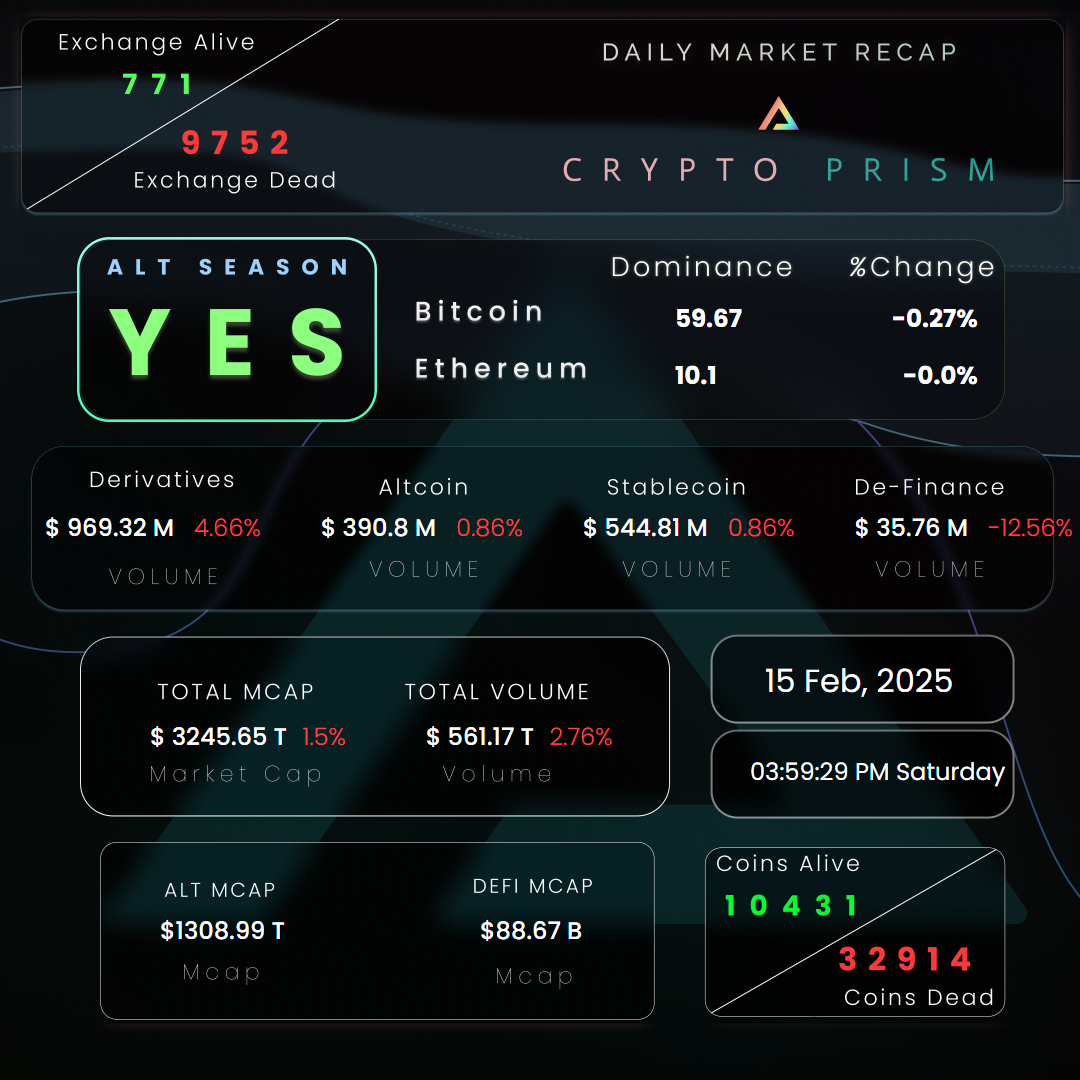 Exchange Alive
771
9752
Exchange Dead
DAILY MARKET RECAP
CRYPTO PRISM
ALT SEASON
YES
Dominance %Change
Bitcoin 59.67 -0.27%
Ethereum 10.1 -0.0%
Derivatives Altcoin Stablecoin De-Finance
$ 969.32 M 4.66% $ 390.8 M 0.86% $ 544.81 M 0.86% $ 35.76 M -12.56%
VOLUME VOLUME VOLUME VOLUME
TOTAL MCAP TOTAL VOLUME
$ 3245.65 T 1.5% $ 561.17 T 2.76%
Market Cap Volume
15 Feb, 2025
03:59:29 PM Saturday
ALT MCAP DEFI MCAP
$1308.99 T $88.67 B
Mcap Mcap
Coins Alive
10431
32914
Coins Dead